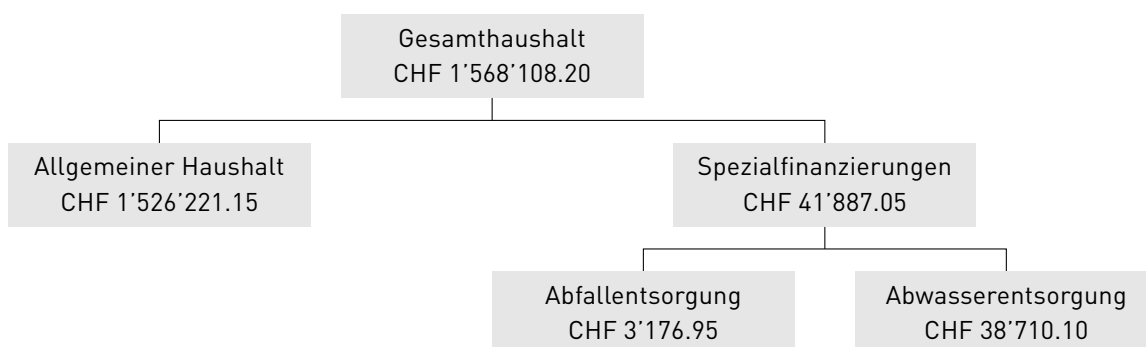 Gesamthaushalt
CHF 1’568’108.20
Allgemeiner Haushalt
CHF 1’526’221.15
Spezialfinanzierungen
CHF 41’887.05
Abfallentsorgung
CHF 3’176.95
Abwasserentsorgung
CHF 38’710.10